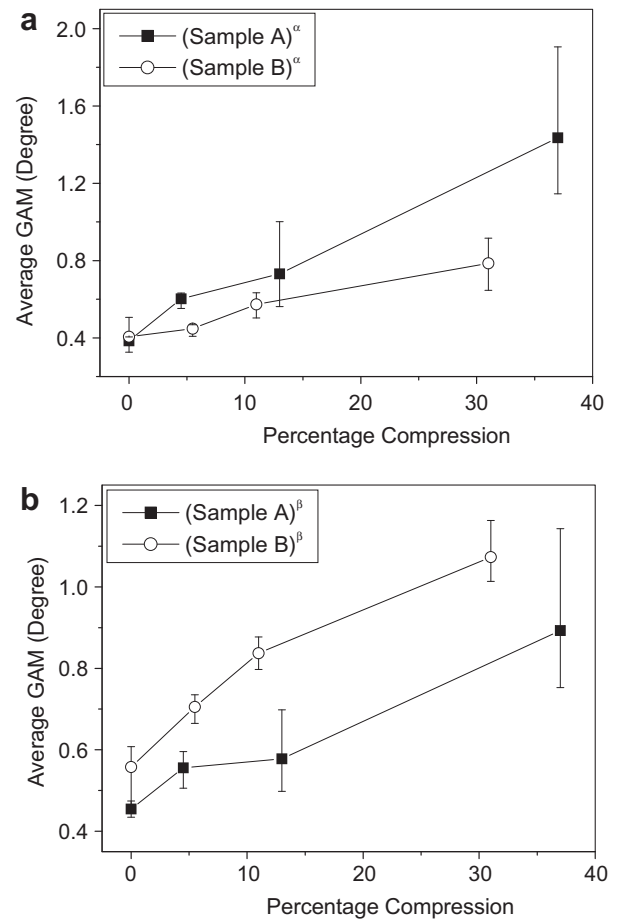 a
(Sample A)^α
(Sample B)^α
2.0
1.6
1.2
0.8
0.4
Average GAM (Degree)
0 10 20 30 40
Percentage Compression
b
(Sample A)^β
(Sample B)^β
1.2
1.0
0.8
0.6
0.4
Average GAM (Degree)
0 10 20 30 40
Percentage Compression